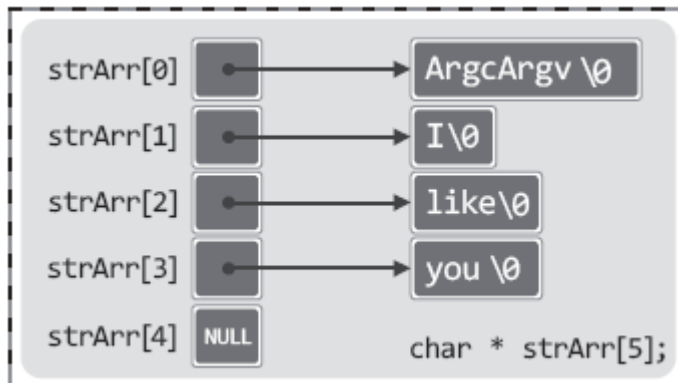 strArr[0] ArgcArgv \0
strArr[1] I\0
strArr[2] like\0
strArr[3] you \0
strArr[4] NULL
char * strArr[5];